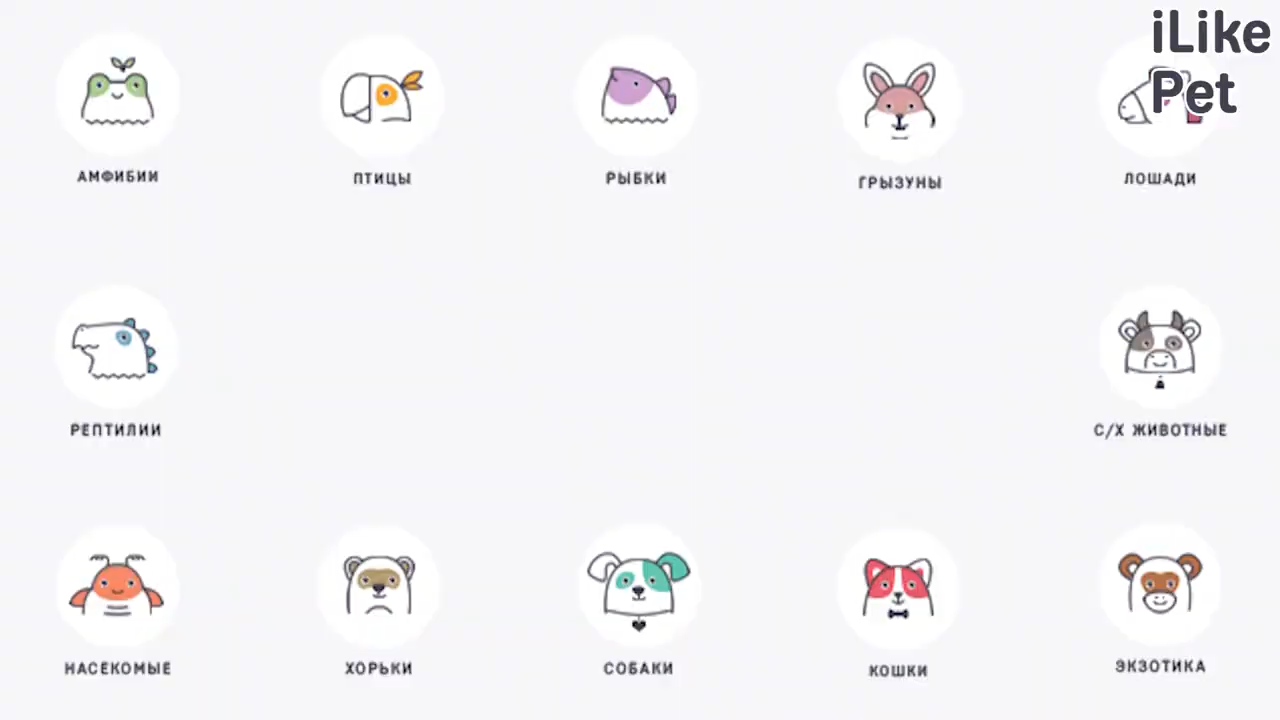 iLike
Pet
АМФИБИИ
ПТИЦЫ
РЫБКИ
ГРЫЗУНЫ
ЛОШАДИ
РЕПТИЛИИ
С/Х ЖИВОТНЫЕ
НАСЕКОМЫЕ
ХОРЬКИ
СОБАКИ
КОШКИ
ЭКЗОТИКА